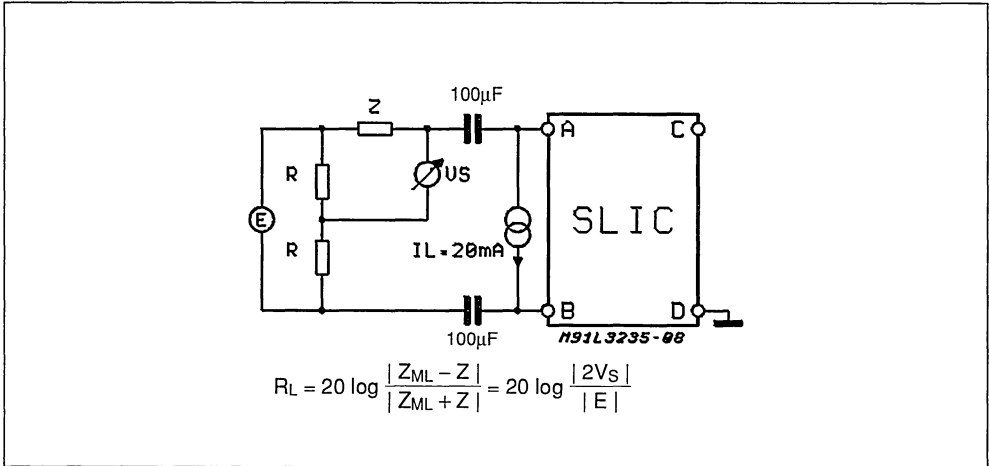 100μF
Z
A
C
R
VS
E
SLIC
R
IL=20mA
B
D
100μF
M91L3235-08
RL = 20 log | ZML – Z | / | ZML + Z | = 20 log | 2VS | / | E |